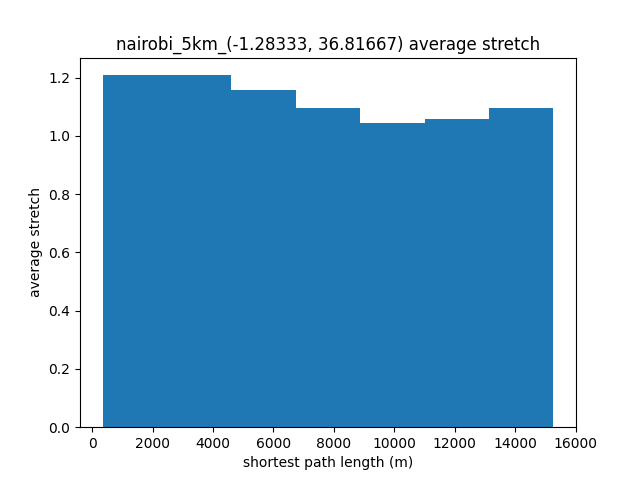 nairobi_5km_(-1.28333, 36.81667) average stretch
1.2
1.0
0.8
0.6
0.4
0.2
0.0
average stretch
0 2000 4000 6000 8000 10000 12000 14000 16000
shortest path length (m)